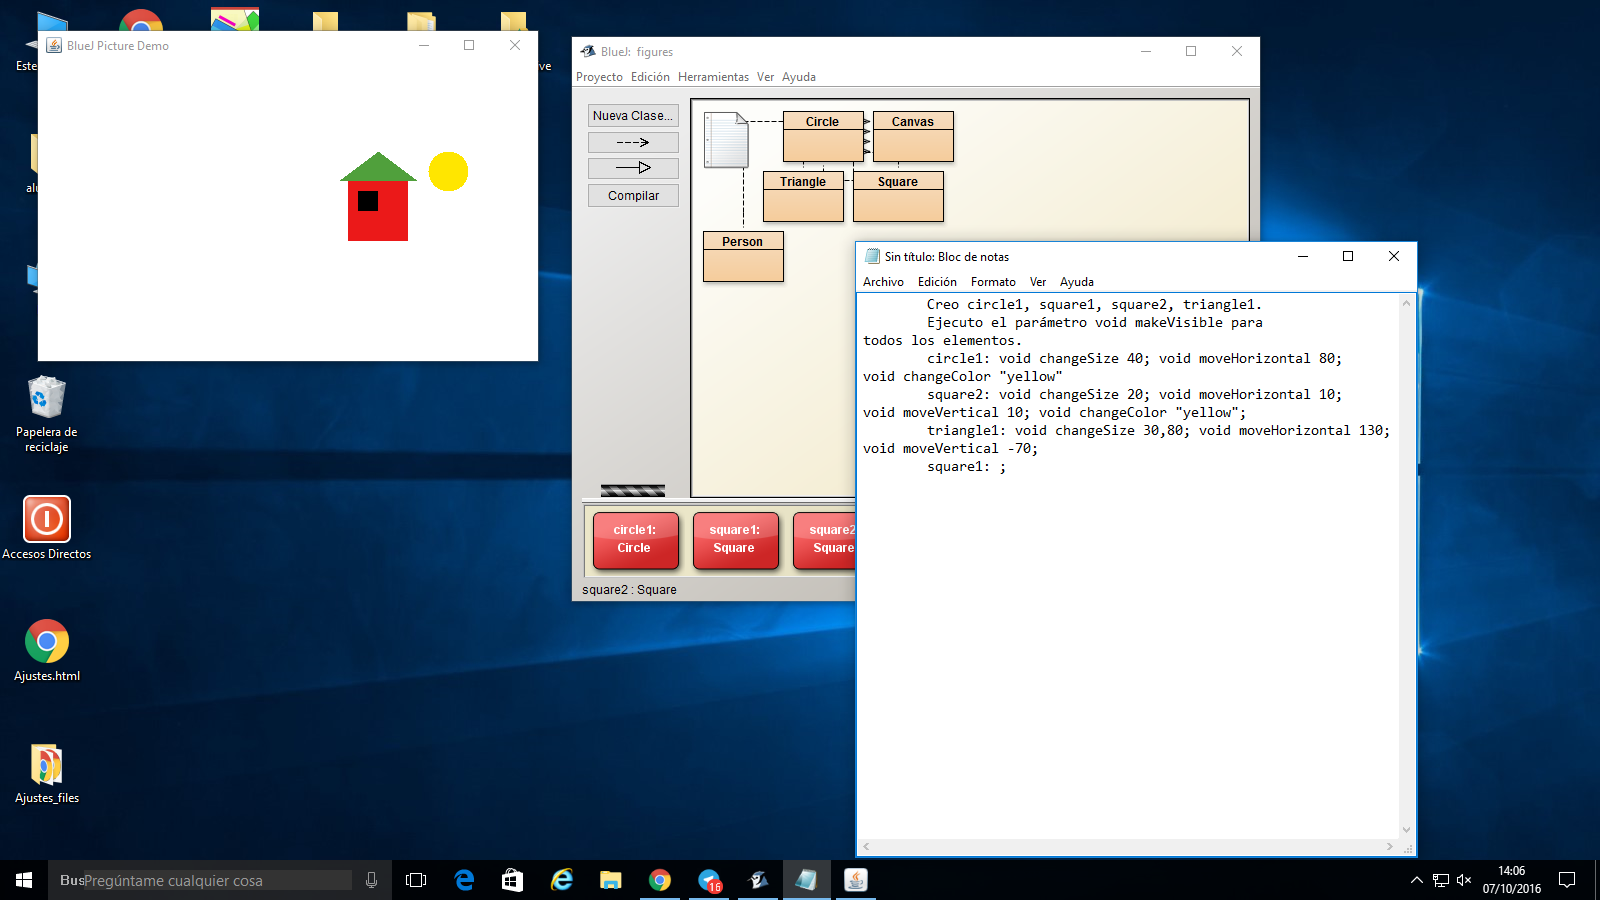 BlueJ Picture Demo
Este
ve
BlueJ: figures
Proyecto Edición Herramientas Ver Ayuda
Nueva Clase...
Compilar
Circle
Canvas
Triangle
Square
Person
circle1:
Circle
square1:
Square
square2
Square
square2 : Square
Sin título: Bloc de notas
Archivo Edición Formato Ver Ayuda
Creo circle1, square1, square2, triangle1.
Ejecuto el parámetro void makeVisible para
todos los elementos.
circle1: void changeSize 40; void moveHorizontal 80;
void changeColor "yellow"
square2: void changeSize 20; void moveHorizontal 10;
void moveVertical 10; void changeColor "yellow";
triangle1: void changeSize 30,80; void moveHorizontal 130;
void moveVertical -70;
square1: ;
alu
Papelera de
reciclaje
Accesos Directos
Ajustes.html
Ajustes_files
BusPregúntame cualquier cosa
16
14:06
07/10/2016